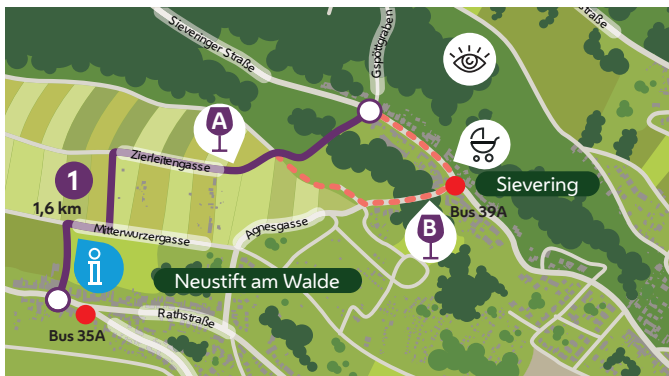 Sieveringer Straße
Gspöttgraben
straße
A
Zierleitengasse
1
1,6 km
Sievering
Bus 39A
Mitterwurzergasse
Agnesgasse
B
i
Neustift am Walde
Rathstraße
Bus 35A